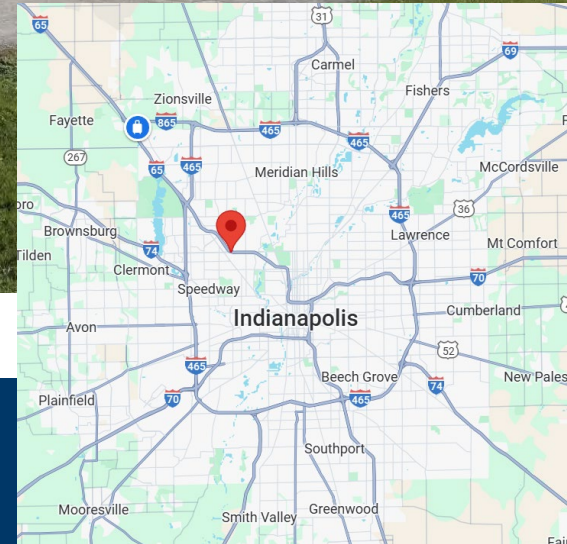 65
31
Carmel
69
Fishers
Zionsville
Fayette
865
465
465
267
65
465
Meridian Hills
McCordsville
36
465
Brownsburg
Lawrence
Mt Comfort
74
Tilden
Clermont
70
Speedway
Cumberland
Indianapolis
Avon
52
465
Beech Grove
74
New Pales
Plainfield
70
465
Southport
Mooresville
Smith Valley
Greenwood